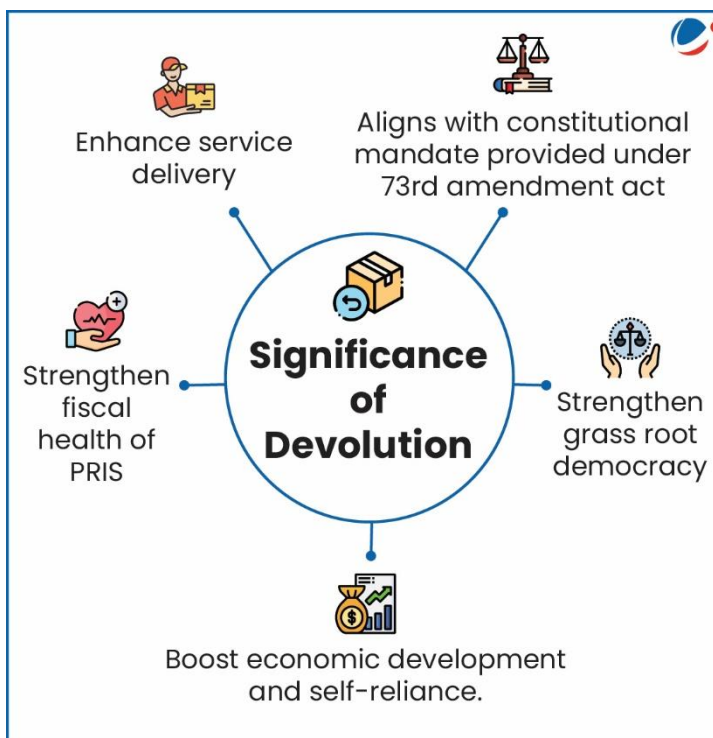 Enhance service
delivery
Aligns with constitutional
mandate provided under
73rd amendment act
Significance
of
Devolution
Strengthen
fiscal
health of
PRIS
Strengthen
grass root
democracy
Boost economic development
and self-reliance.